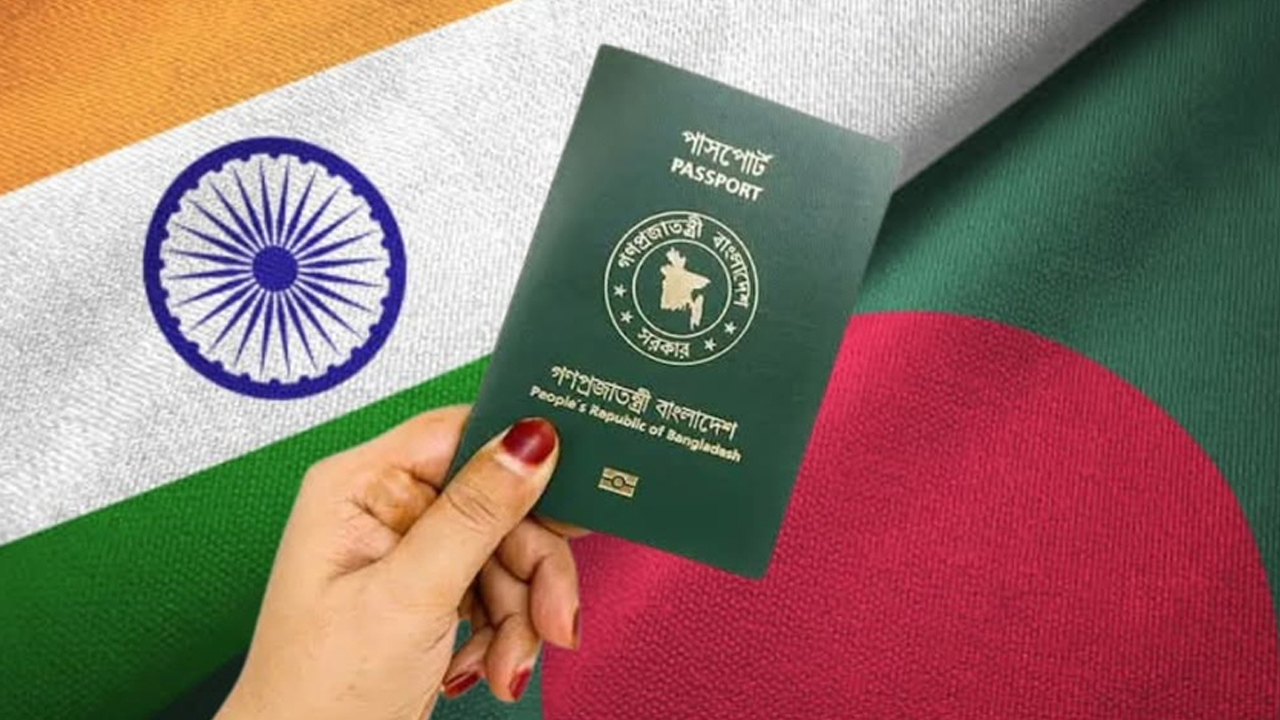 পাসপোর্ট
PASSPORT
গণপ্রজাতন্ত্রী বাংলাদেশ
সরকার
গণপ্রজাতন্ত্রী বাংলাদেশ
People's Republic of Bangladesh